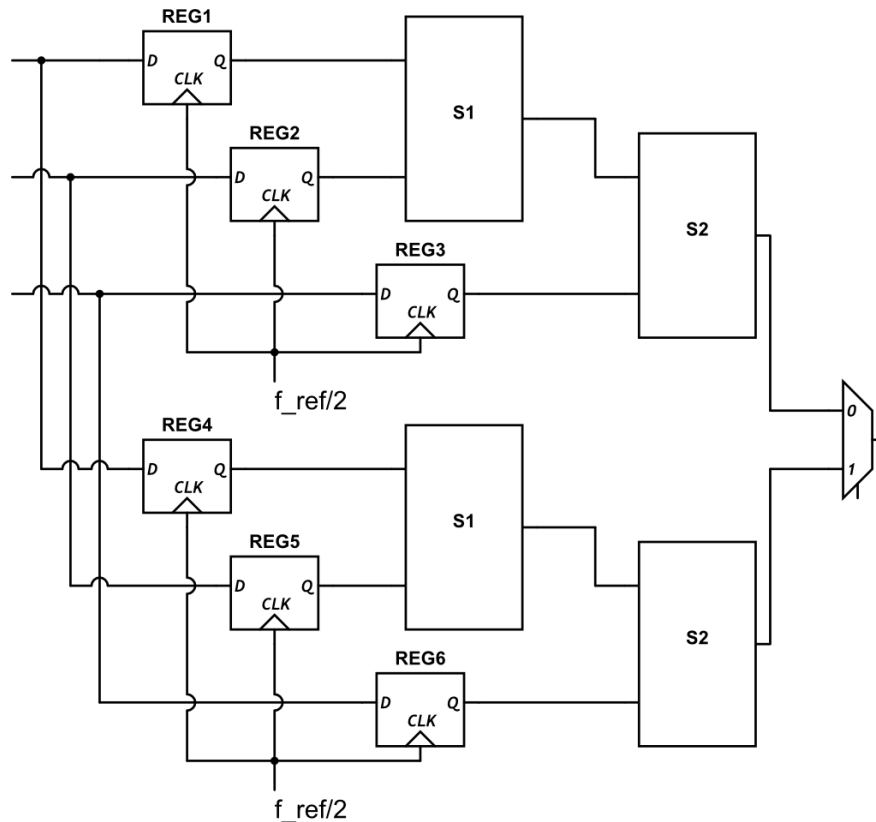 REG1
D Q
CLK
S1
REG2
D Q
CLK
S2
REG3
D Q
CLK
f_ref/2
0
REG4
D Q
CLK
1
S1
REG5
D Q
CLK
S2
REG6
D Q
CLK
f_ref/2